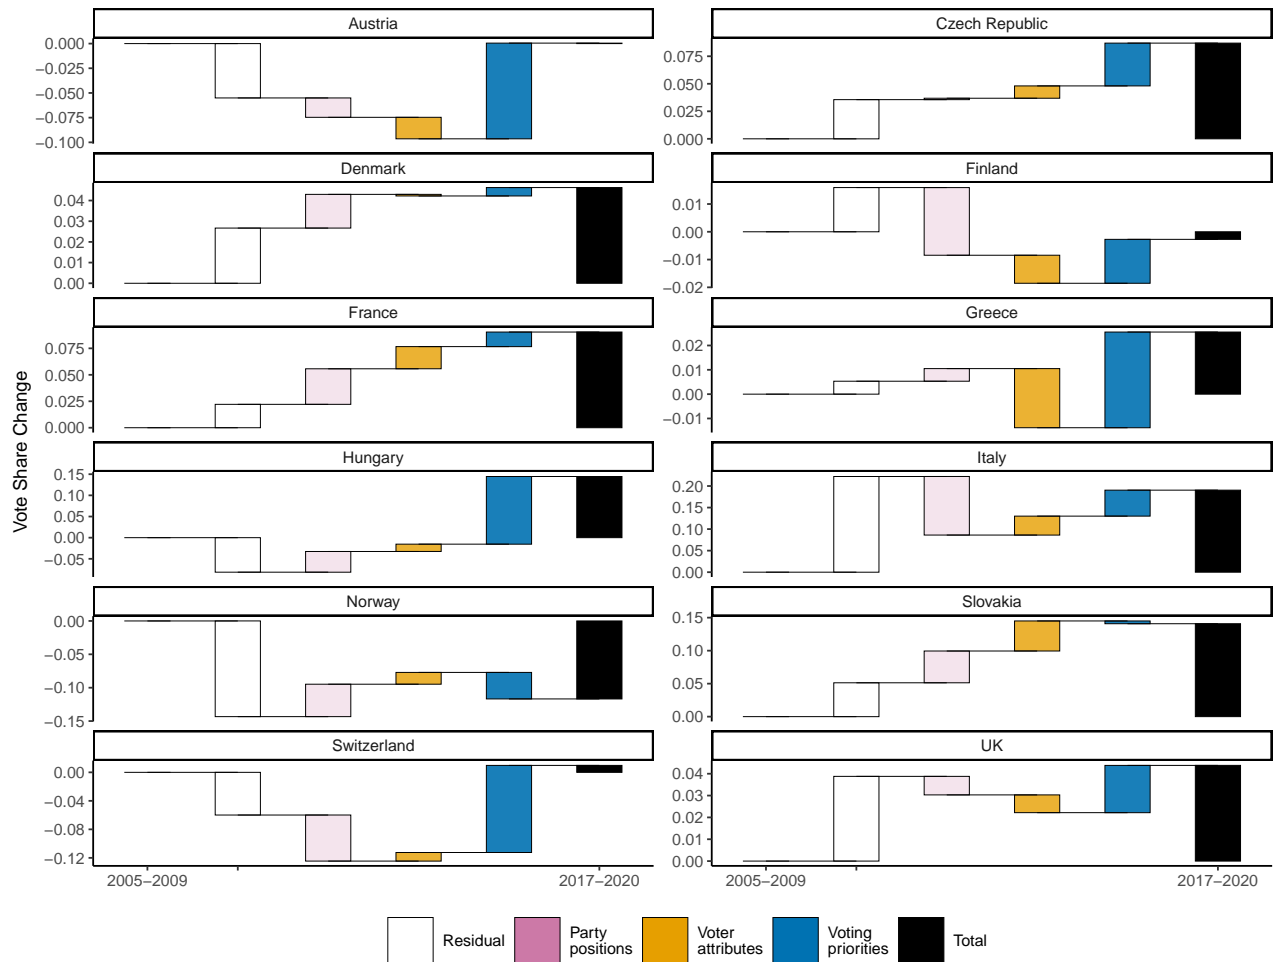 Austria
0.000
−0.025
−0.050
−0.075
−0.100
Czech Republic
0.075
0.050
0.025
0.000
Denmark
0.04
0.03
0.02
0.01
0.00
Finland
0.01
0.00
−0.01
−0.02
France
0.075
0.050
0.025
0.000
Greece
0.02
0.01
0.00
−0.01
Hungary
0.15
0.10
0.05
0.00
−0.05
Italy
0.20
0.15
0.10
0.05
0.00
Norway
0.00
−0.05
−0.10
−0.15
Slovakia
0.15
0.10
0.05
0.00
Switzerland
0.00
−0.04
−0.08
−0.12
UK
0.04
0.03
0.02
0.01
0.00
Vote Share Change
2005−2009 2017−2020
2005−2009 2017−2020
Residual
Party
positions
Voter
attributes
Voting
priorities
Total